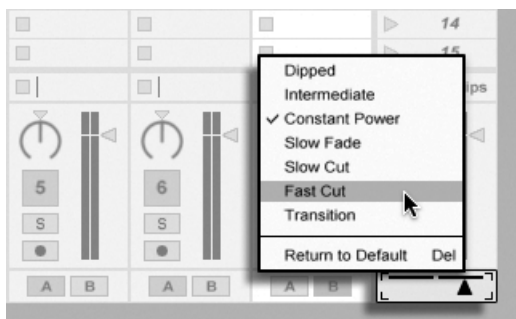 14
15
ips
Dipped
Intermediate
Constant Power
Slow Fade
Slow Cut
Fast Cut
Transition
Return to Default Del
5 6
S S
A B A B A B